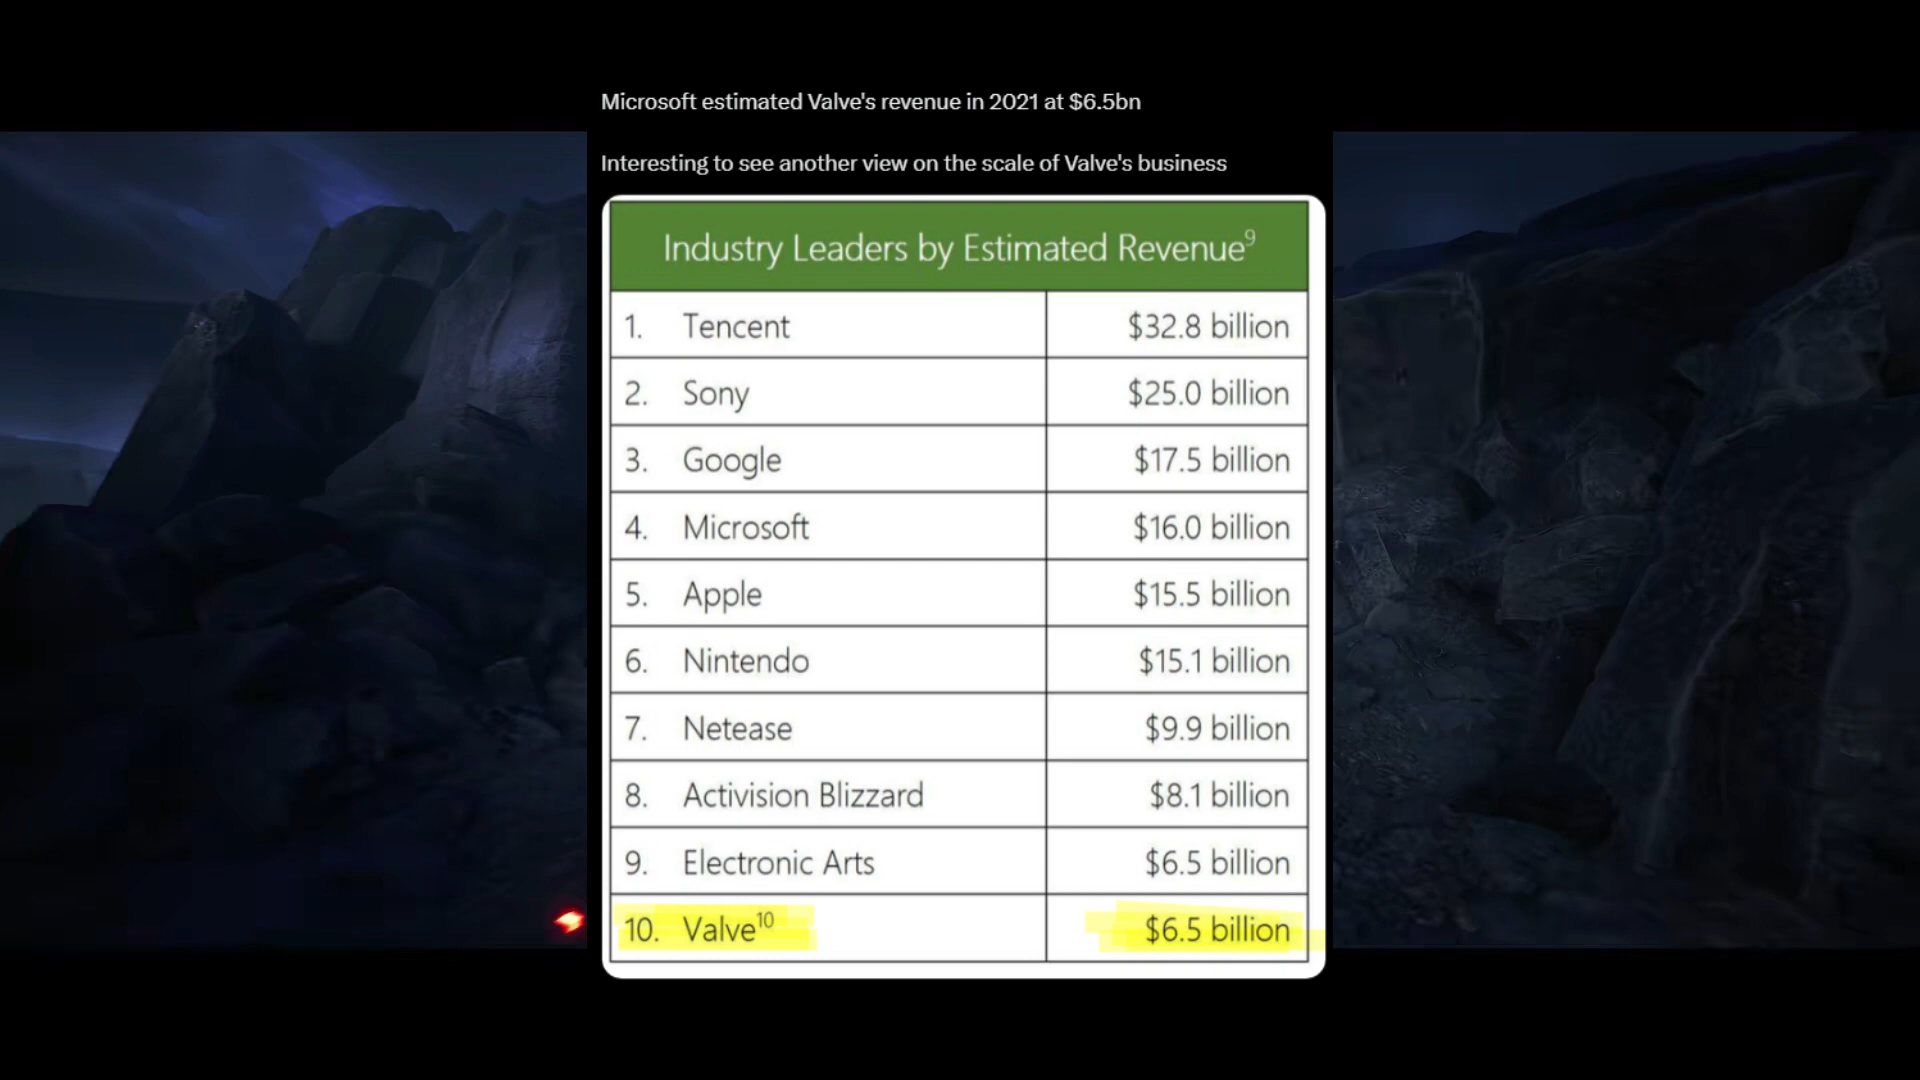 Microsoft estimated Valve's revenue in 2021 at $6.5bn
Interesting to see another view on the scale of Valve's business
Industry Leaders by Estimated Revenue⁹
1. Tencent $32.8 billion
2. Sony $25.0 billion
3. Google $17.5 billion
4. Microsoft $16.0 billion
5. Apple $15.5 billion
6. Nintendo $15.1 billion
7. Netease $9.9 billion
8. Activision Blizzard $8.1 billion
9. Electronic Arts $6.5 billion
10. Valve¹⁰ $6.5 billion